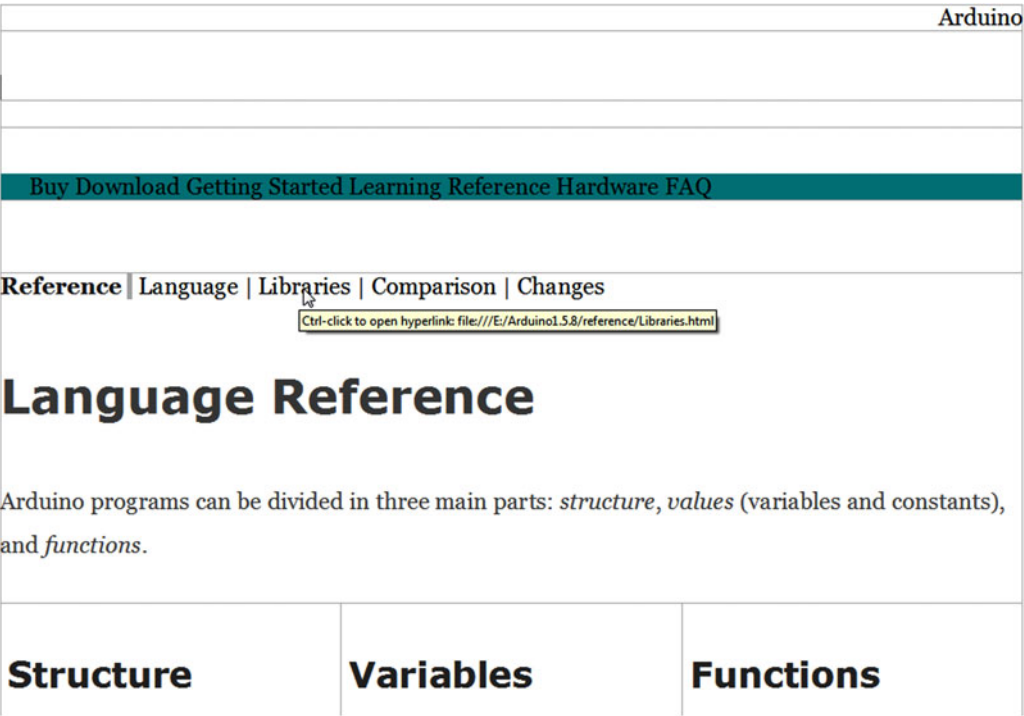 Arduino
Buy Download Getting Started Learning Reference Hardware FAQ
Reference Language | Libraries | Comparison | Changes
Ctrl-click to open hyperlink: file:///E:/Arduino1.5.8/reference/Libraries.html
Language Reference
Arduino programs can be divided in three main parts: structure, values (variables and constants),
and functions.
Structure Variables Functions